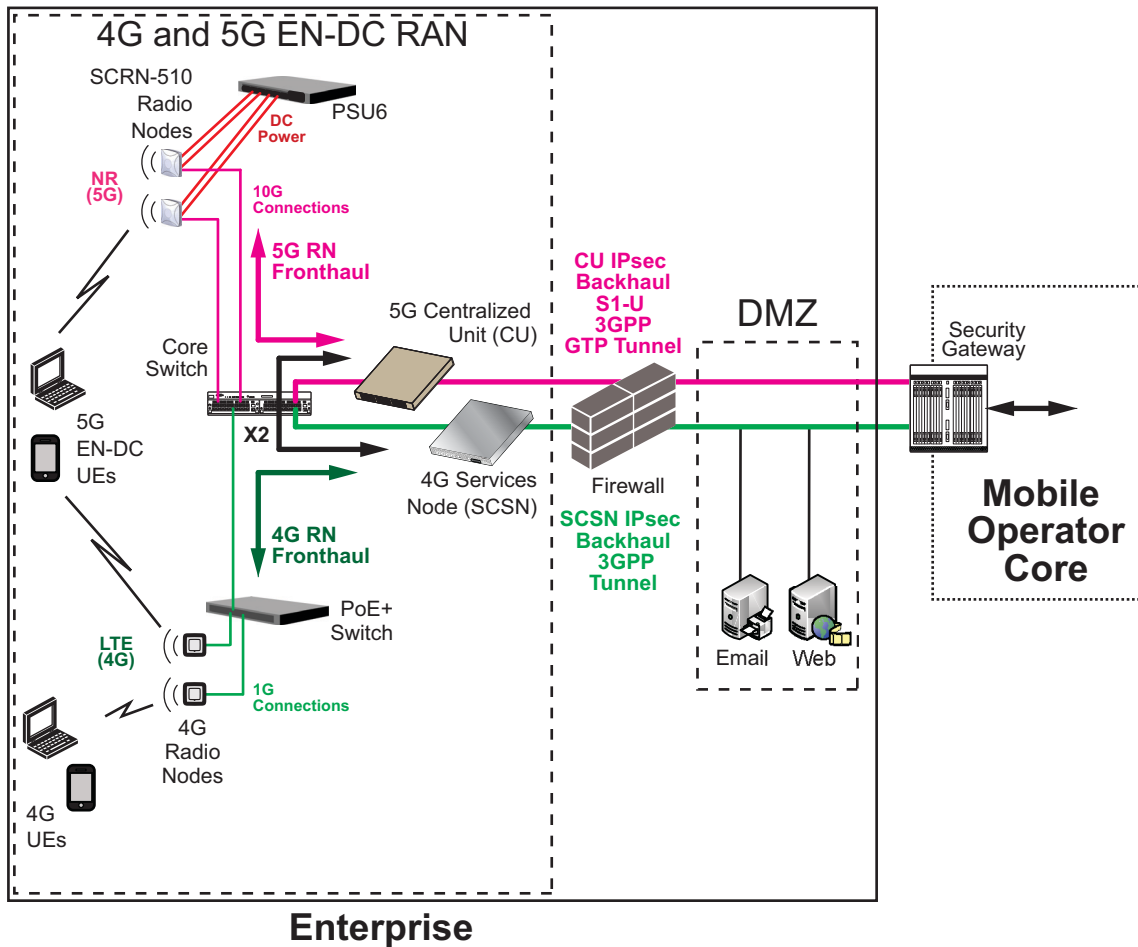 4G and 5G EN-DC RAN
SCRN-510
Radio
Nodes
PSU6
DC
Power
NR
(5G)
10G
Connections
5G RN
Fronthaul
CU IPsec
Backhaul
S1-U
3GPP
GTP Tunnel
5G Centralized
Unit (CU)
DMZ
Security
Gateway
Core
Switch
X2
5G
EN-DC
UEs
4G Services
Node (SCSN)
Firewall
SCSN IPsec
Backhaul
3GPP
Tunnel
Mobile
Operator
Core
4G RN
Fronthaul
PoE+
Switch
LTE
(4G)
Email
Web
1G
Connections
4G
Radio
Nodes
4G
UEs
Enterprise